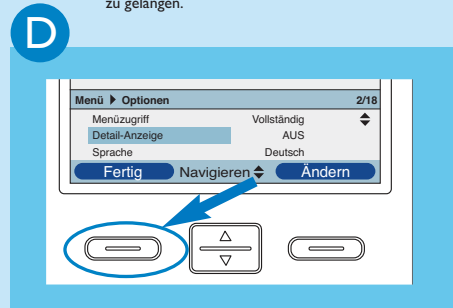 zu gelangen.
D
Menü Optionen 2/18
Menüzugriff Vollständig
Detail-Anzeige AUS
Sprache Deutsch
Fertig Navigieren Ändern